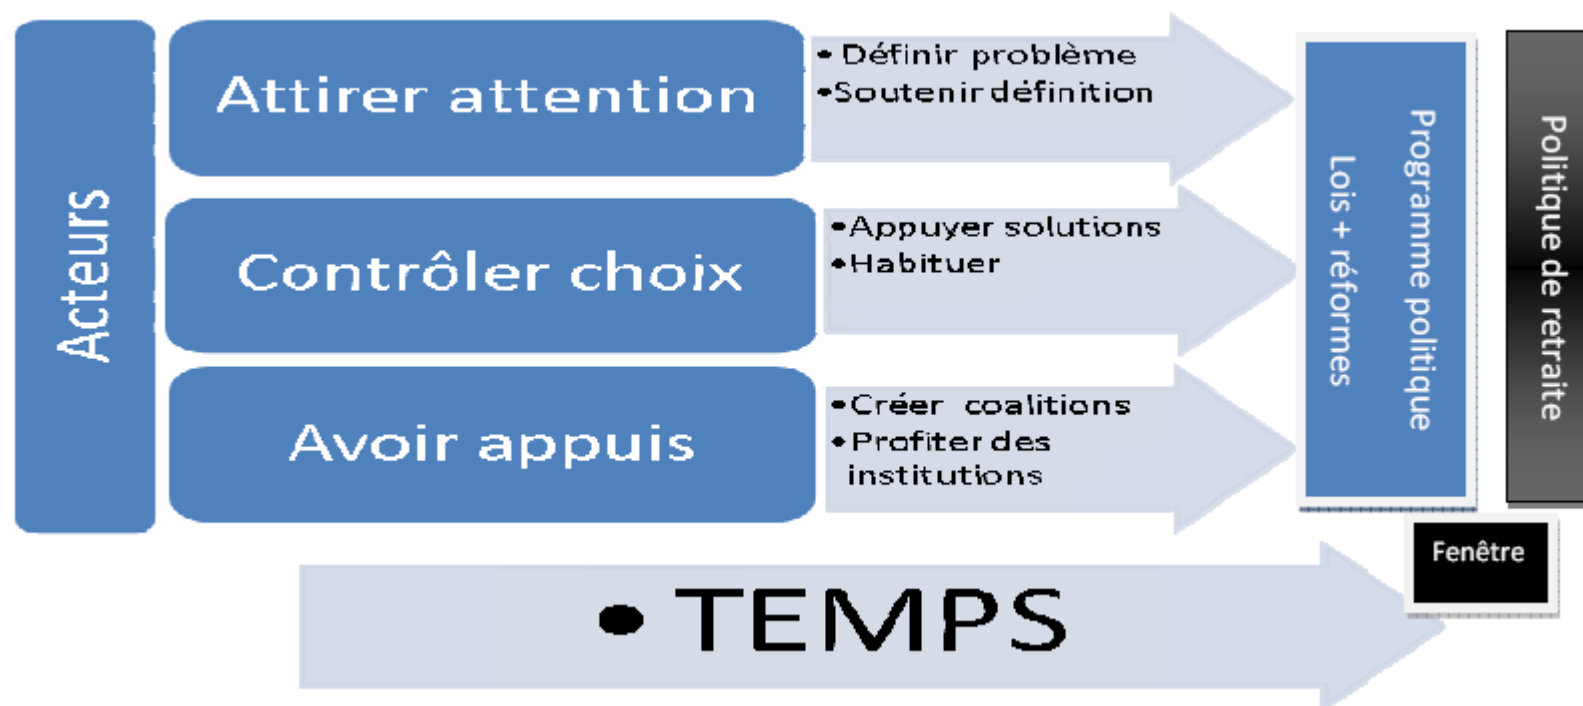 Acteurs
Attirer attention
• Définir problème
•Soutenir définition
Contrôler choix
•Appuyer solutions
•Habituer
Avoir appuis
•Créer coalitions
•Profiter des
institutions
Programme politique
Lois + réformes
Politique de retraite
Fenêtre
• TEMPS